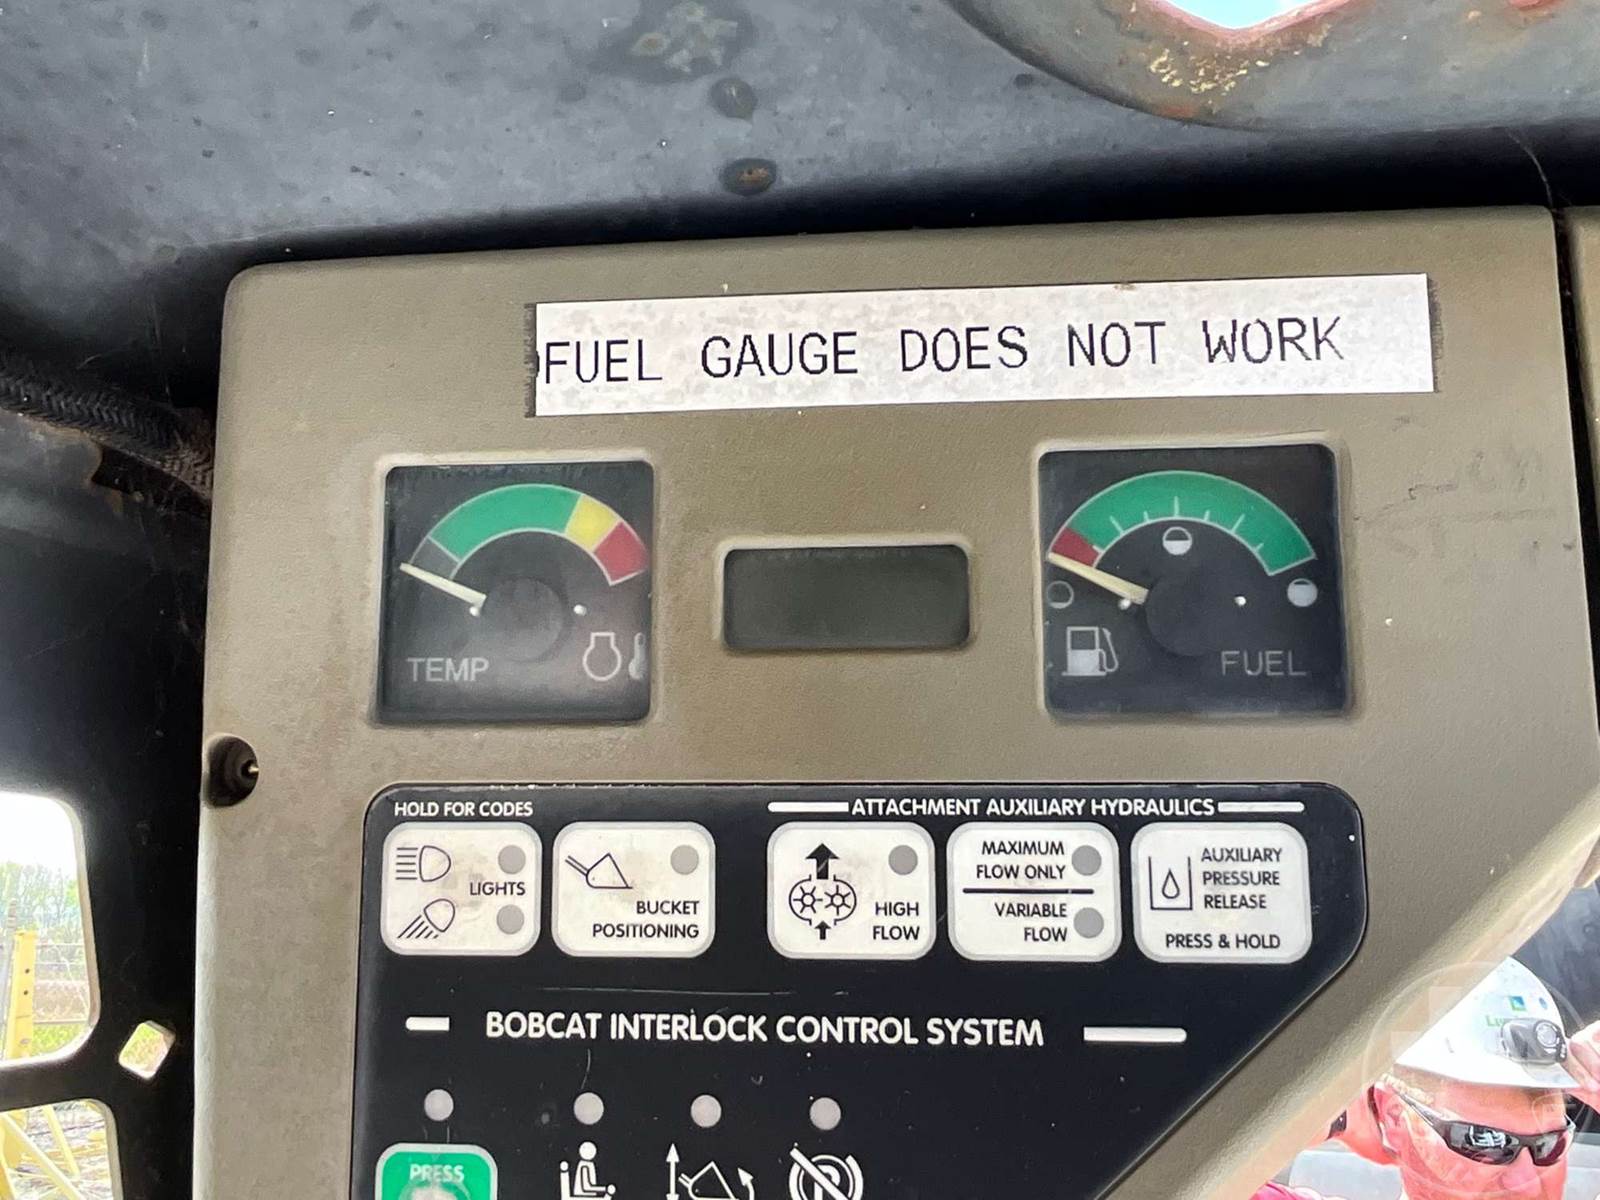 FUEL GAUGE DOES NOT WORK
TEMP
FUEL
HOLD FOR CODES
ATTACHMENT AUXILIARY HYDRAULICS
LIGHTS
BUCKET
POSITIONING
HIGH
FLOW
MAXIMUM
FLOW ONLY
VARIABLE
FLOW
AUXILIARY
PRESSURE
RELEASE
PRESS & HOLD
BOBCAT INTERLOCK CONTROL SYSTEM
PRESS